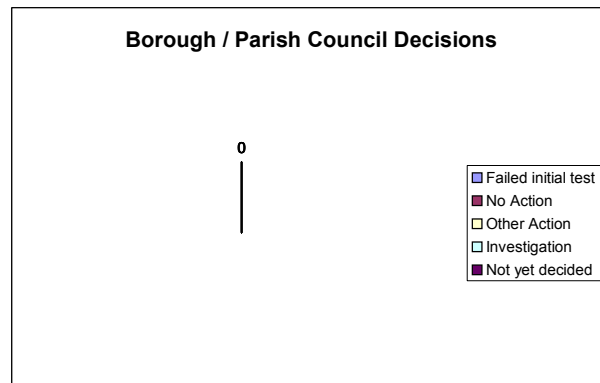 Borough / Parish Council Decisions
0
Failed initial test
No Action
Other Action
Investigation
Not yet decided